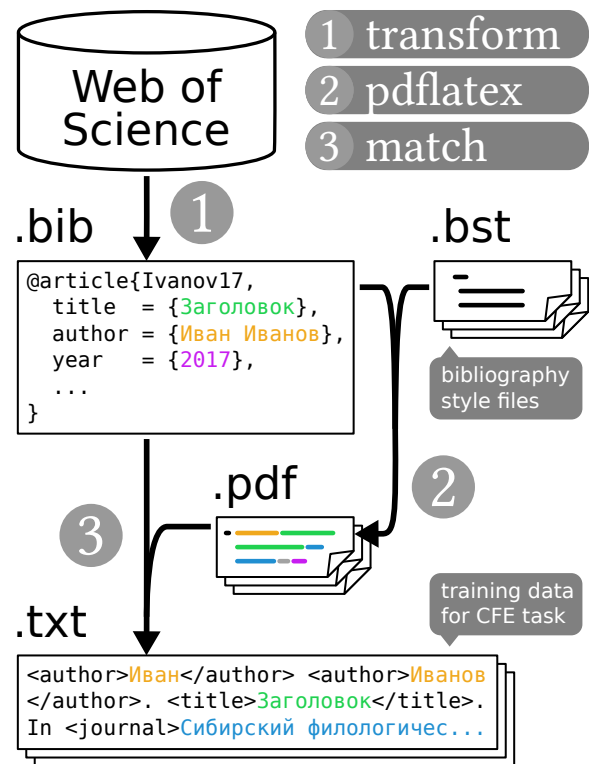 Web of
Science
1 transform
2 pdflatex
3 match
1
.bib
.bst
@article{Ivanov17,
title = {Заголовок},
author = {Иван Иванов},
year = {2017},
...
}
bibliography
style files
.pdf
2
3
training data
for CFE task
.txt
<author>Иван</author> <author>Иванов
</author>. <title>Заголовок</title>.
In <journal>Сибирский филологичес...